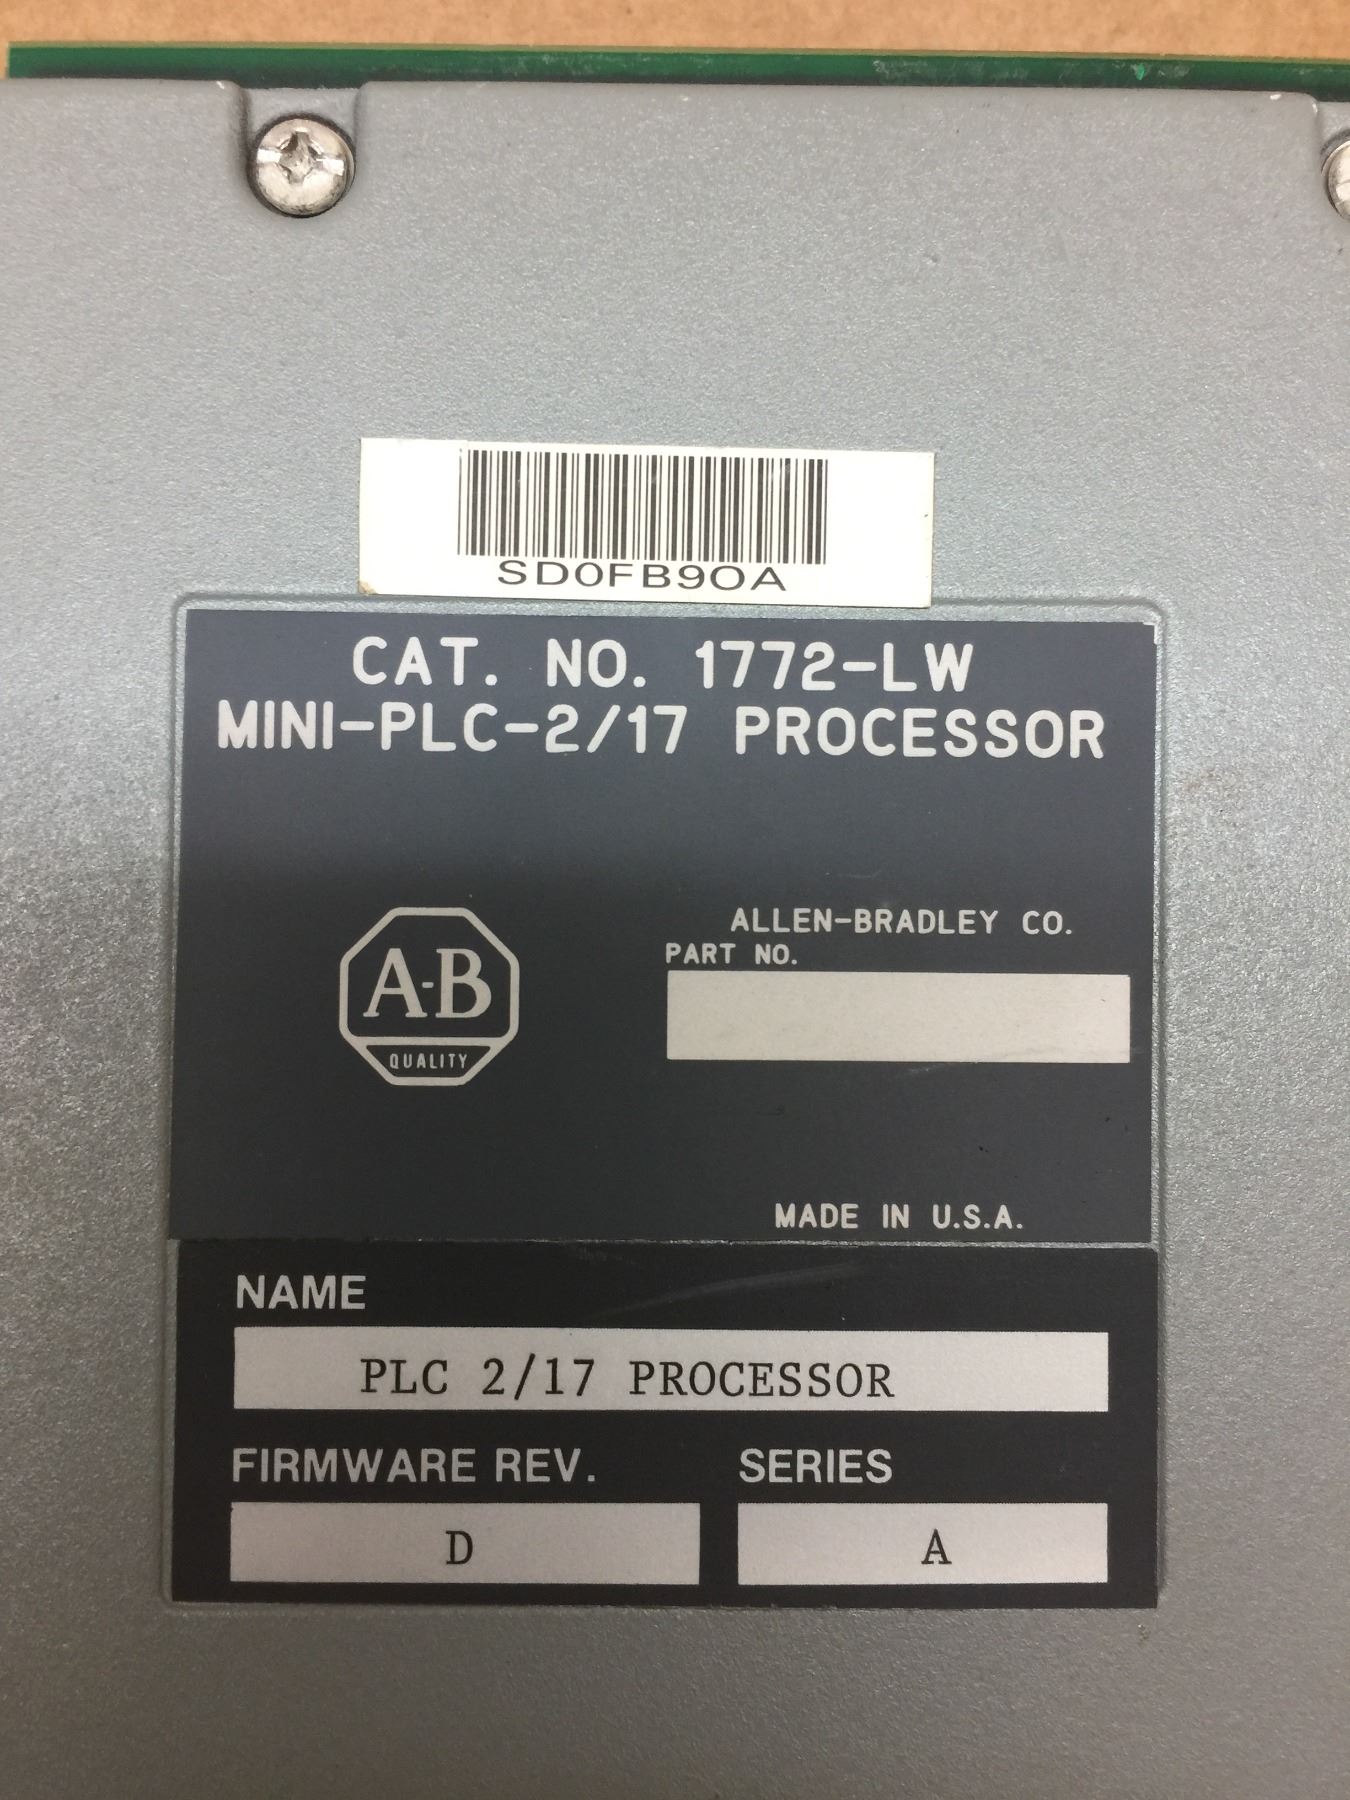 SD0FB90A
CAT. NO. 1772-LW
MINI-PLC-2/17 PROCESSOR
A-B
QUALITY
ALLEN-BRADLEY CO.
PART NO.
MADE IN U.S.A.
NAME
PLC 2/17 PROCESSOR
FIRMWARE REV.
D
SERIES
A